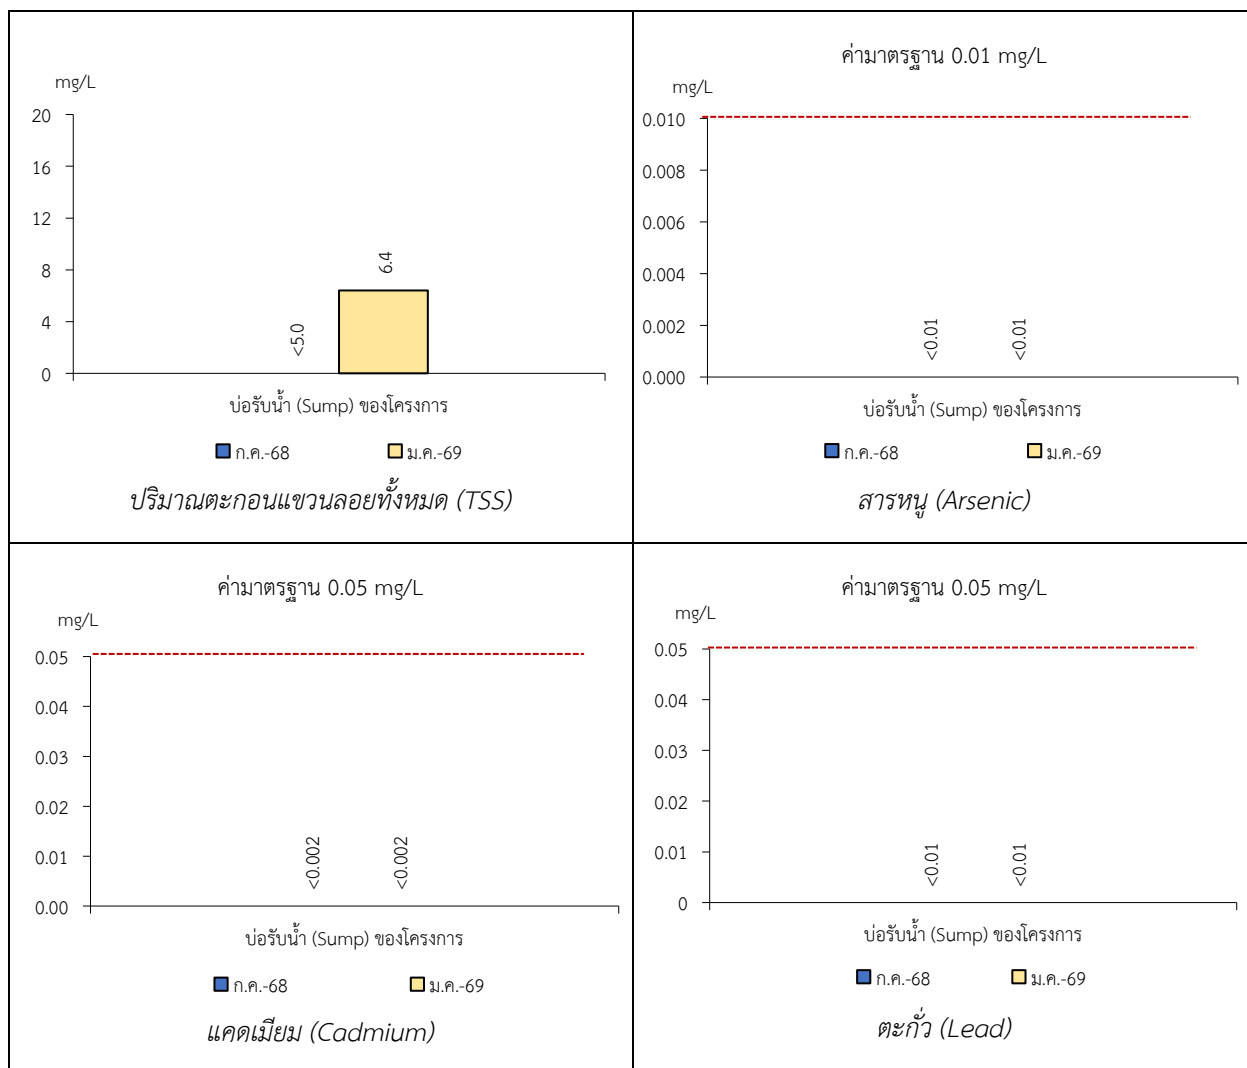 mg/L
20
16
12
8
4
0
<5.0
6.4
บ่อรับน้ำ (Sump) ของโครงการ
ก.ค.-68 ม.ค.-69
ปริมาณตะกอนแขวนลอยทั้งหมด (TSS)
ค่ามาตรฐาน 0.01 mg/L
mg/L
0.010
0.008
0.006
0.004
0.002
0.000
<0.01
<0.01
บ่อรับน้ำ (Sump) ของโครงการ
ก.ค.-68 ม.ค.-69
สารหนู (Arsenic)
ค่ามาตรฐาน 0.05 mg/L
mg/L
0.05
0.04
0.03
0.02
0.01
0.00
<0.002
<0.002
บ่อรับน้ำ (Sump) ของโครงการ
ก.ค.-68 ม.ค.-69
แคดเมียม (Cadmium)
ค่ามาตรฐาน 0.05 mg/L
mg/L
0.05
0.04
0.03
0.02
0.01
0
<0.01
<0.01
บ่อรับน้ำ (Sump) ของโครงการ
ก.ค.-68 ม.ค.-69
ตะกั่ว (Lead)